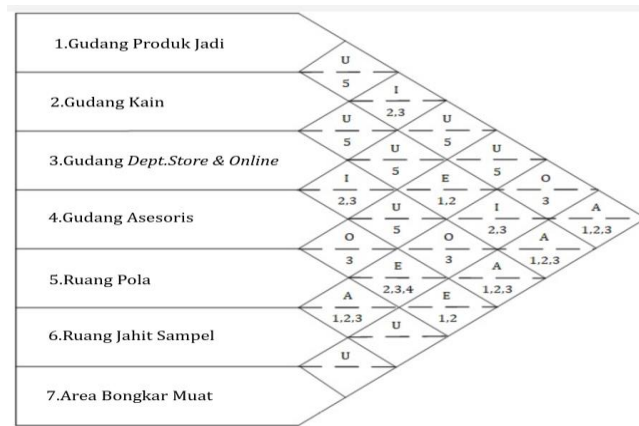 1.Gudang Produk Jadi
U
5
I
2.Gudang Kain
2,3
U U
5 5
U U
3.Gudang Dept.Store & Online
5 5
I E O
2,3 1,2 3
U I A
4.Gudang Asesoris
5 2,3 1,2,3
O O A
3 3 1,2,3
E A
5.Ruang Pola
2,3,4 1,2,3
A E
1,2,3 1,2
U
6.Ruang Jahit Sampel
U
7.Area Bongkar Muat